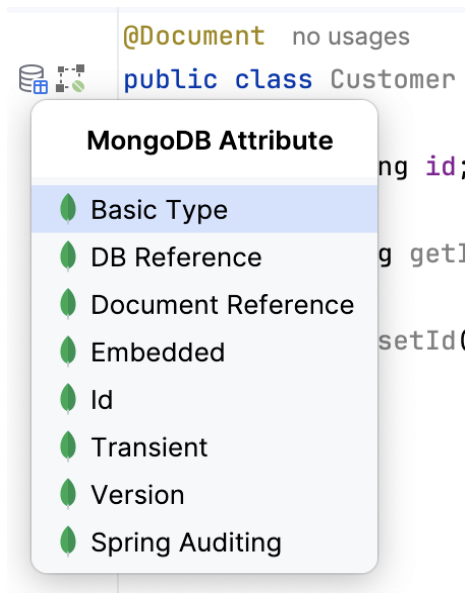 @Document no usages
public class Customer
MongoDB Attribute
ng id;
Basic Type
DB Reference
g getI
Document Reference
setId(
Embedded
Id
Transient
Version
Spring Auditing